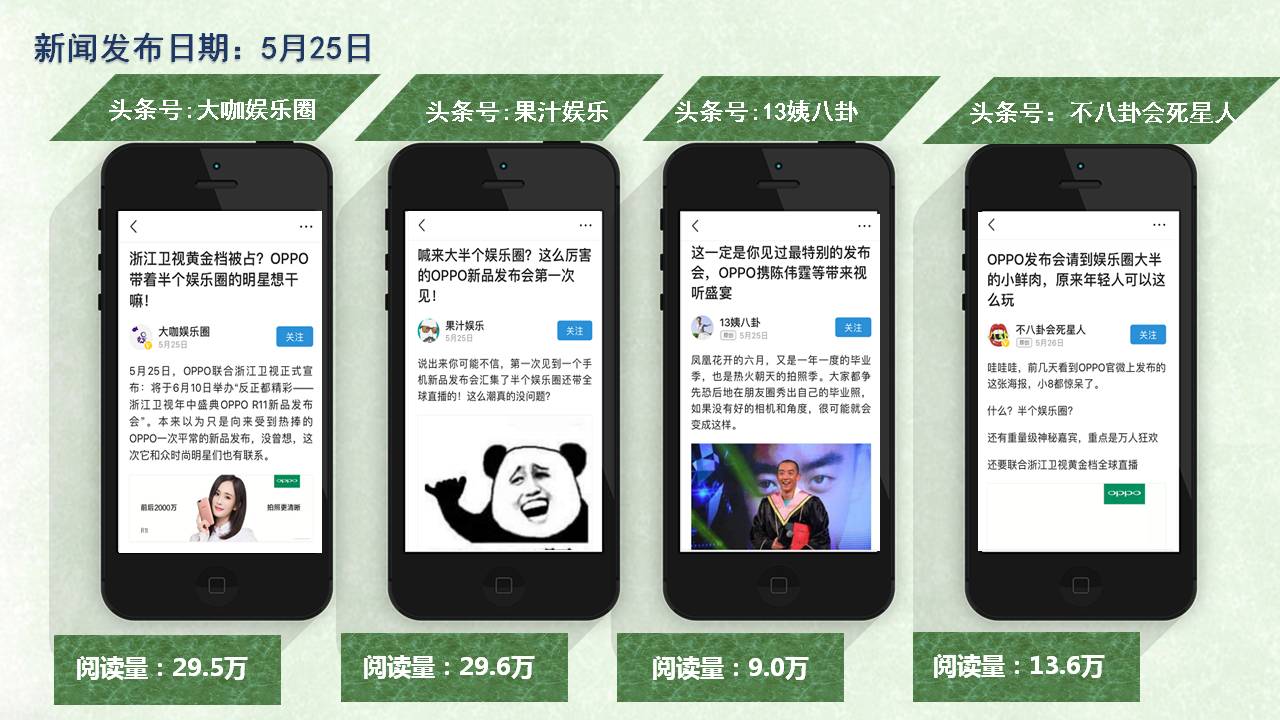 新闻发布日期：5月25日
头条号:大咖娱乐圈
头条号:果汁娱乐
头条号:13姨八卦
头条号：不八卦会死星人
浙江卫视黄金档被占？OPPO
带着半个娱乐圈的明星想干
嘛！
大咖娱乐圈
5月25日
关注
5月25日，OPPO联合浙江卫视正式宣
布：将于6月10日举办“反正都精彩——
浙江卫视年中盛典OPPO R11新品发布
会”。本来以为只是向来受到热捧的
OPPO一次平常的新品发布，没曾想，这
次它和众时尚明星们也有联系。
oppo
前后2000万
拍照更清晰
喊来大半个娱乐圈？这么厉害
的OPPO新品发布会第一次
见！
果汁娱乐
5月25日
关注
说出来你可能不信，第一次见到一个手
机新品发布会汇集了半个娱乐圈还带全
球直播的！这么潮真的没问题？
这一定是你见过最特别的发布
会，OPPO携陈伟霆等带来视
听盛宴
13姨八卦
原创 5月25日
关注
凤凰花开的六月，又是一年一度的毕业
季，也是热火朝天的拍照季。大家都争
先恐后地在朋友圈秀出自己的毕业照，
如果没有好的相机和角度，很可能就会
变成这样。
OPPO发布会请到娱乐圈大半
的小鲜肉，原来年轻人可以这
么玩
不八卦会死星人
原创 5月26日
关注
哇哇哇，前几天看到OPPO官微上发布的
这张海报，小8都惊呆了。
什么？半个娱乐圈？
还有重量级神秘嘉宾，重点是万人狂欢
还要联合浙江卫视黄金档全球直播
oppo
阅读量：29.5万
阅读量：29.6万
阅读量：9.0万
阅读量：13.6万